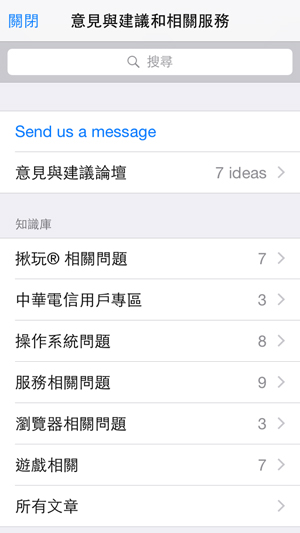 關閉 意見與建議和相關服務
搜尋
Send us a message
意見與建議論壇 7 ideas
知識庫
揪玩® 相關問題 7
中華電信用戶專區 3
操作系統問題 8
服務相關問題 9
瀏覽器相關問題 3
遊戲相關 7
所有文章